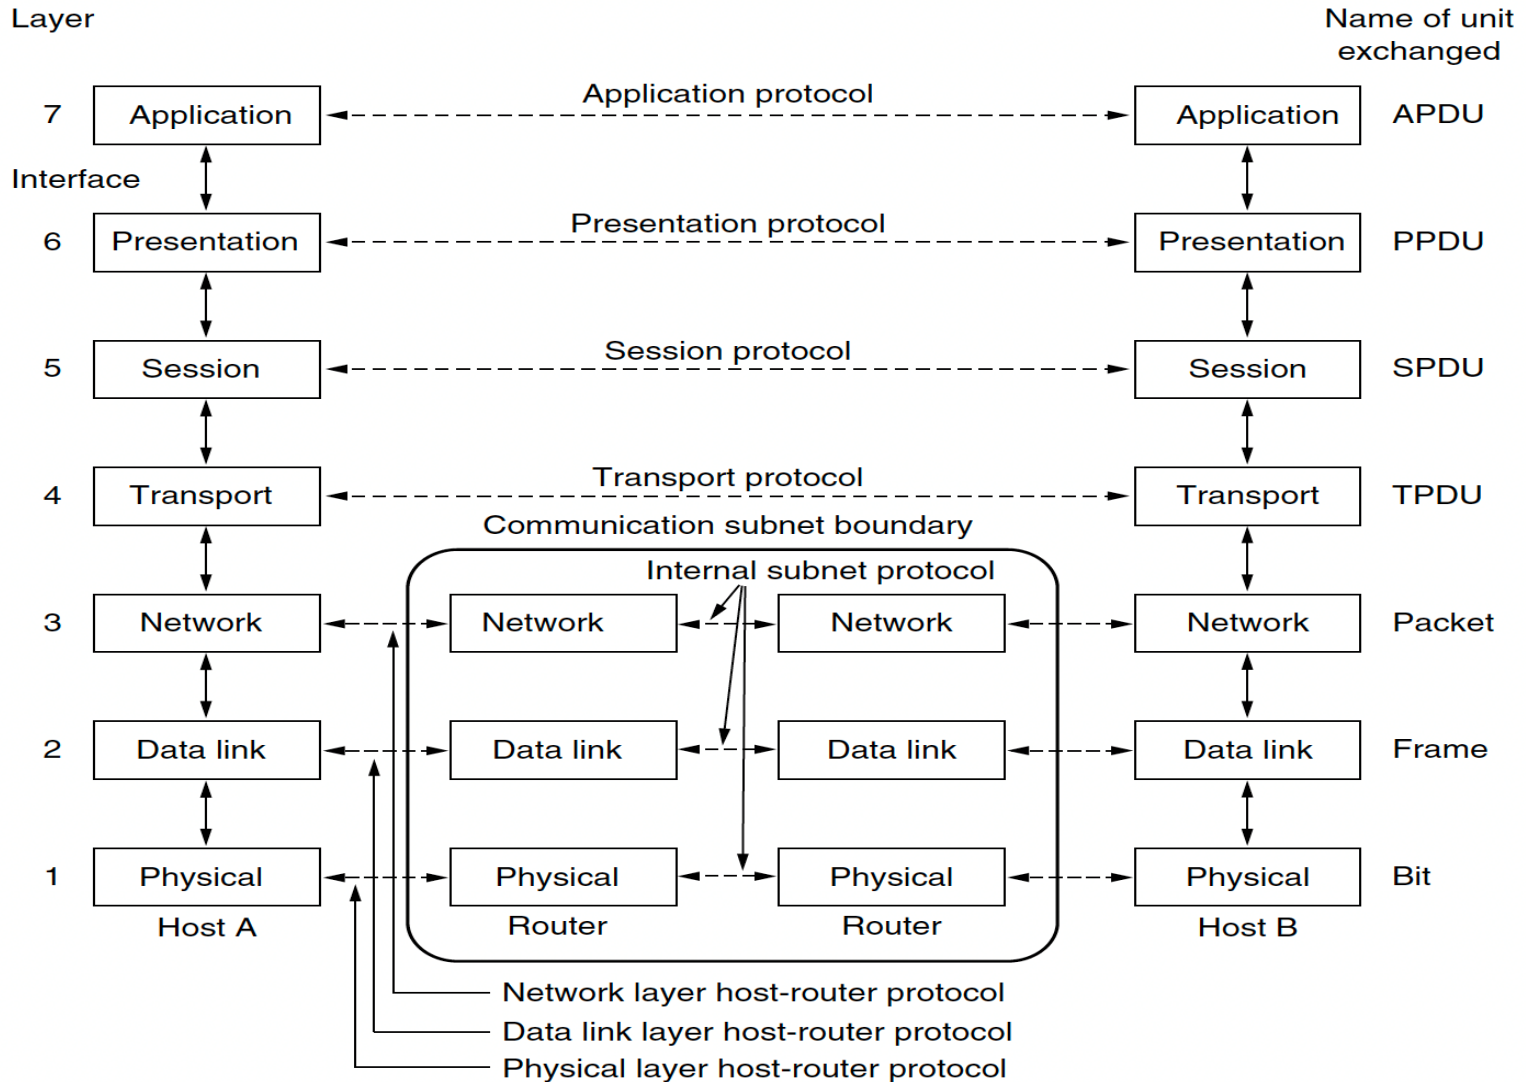 Layer
Name of unit
exchanged
7
Application
Application protocol
Application
APDU
Interface
6
Presentation
Presentation protocol
Presentation
PPDU
5
Session
Session protocol
Session
SPDU
4
Transport
Transport protocol
Transport
TPDU
Communication subnet boundary
Internal subnet protocol
3
Network
Network
Network
Network
Packet
2
Data link
Data link
Data link
Data link
Frame
1
Physical
Physical
Physical
Physical
Bit
Host A
Router
Router
Host B
Network layer host-router protocol
Data link layer host-router protocol
Physical layer host-router protocol